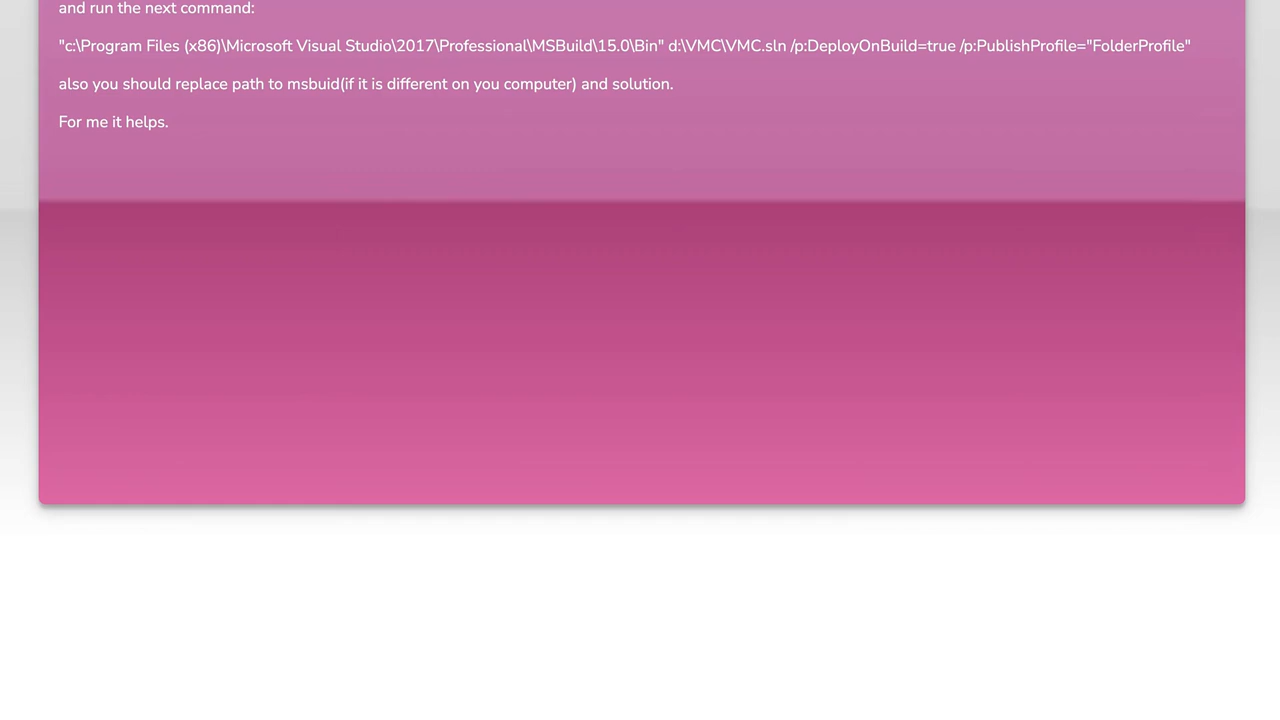 and run the next command:
"c:\Program Files (x86)\Microsoft Visual Studio\2017\Professional\MSBuild\15.0\Bin" d:\VMC\VMC.sln /p:DeployOnBuild=true /p:PublishProfile="FolderProfile"
also you should replace path to msbuid(if it is different on you computer) and solution.
For me it helps.